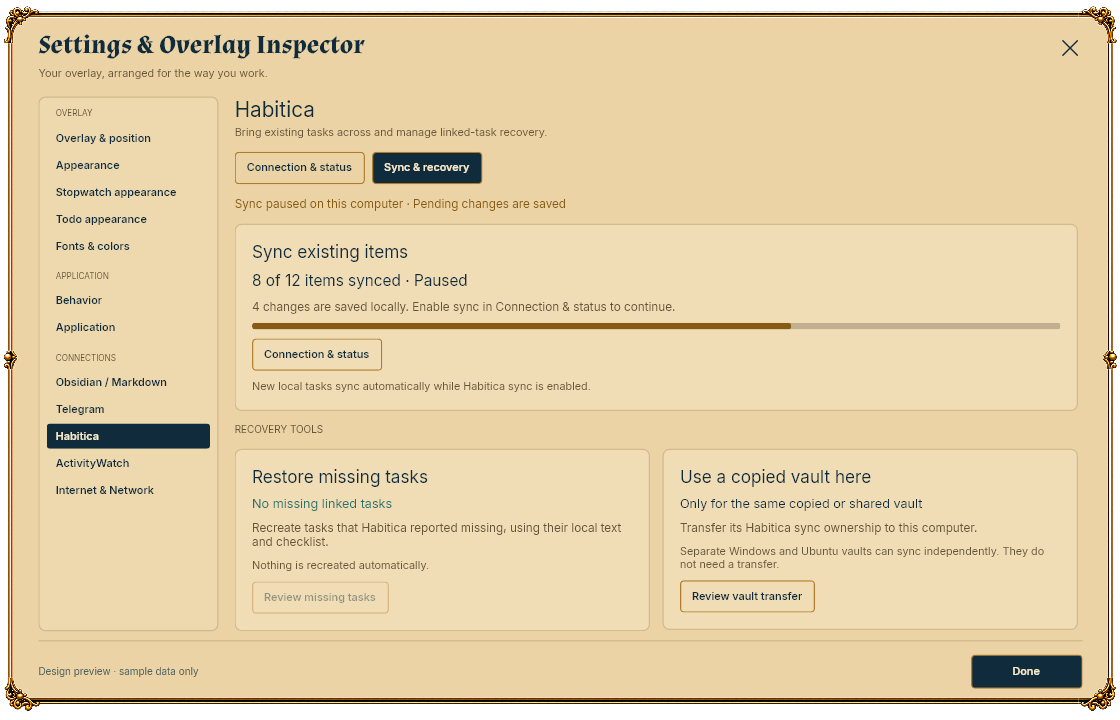 Settings & Overlay Inspector
Your overlay, arranged for the way you work.
OVERLAY
Overlay & position
Appearance
Stopwatch appearance
Todo appearance
Fonts & colors
APPLICATION
Behavior
Application
CONNECTIONS
Obsidian / Markdown
Telegram
Habitica
ActivityWatch
Internet & Network
Habitica
Bring existing tasks across and manage linked-task recovery.
Connection & status
Sync & recovery
Sync paused on this computer · Pending changes are saved
Sync existing items
8 of 12 items synced · Paused
4 changes are saved locally. Enable sync in Connection & status to continue.
Connection & status
New local tasks sync automatically while Habitica sync is enabled.
RECOVERY TOOLS
Restore missing tasks
No missing linked tasks
Recreate tasks that Habitica reported missing, using their local text
and checklist.
Nothing is recreated automatically.
Review missing tasks
Use a copied vault here
Only for the same copied or shared vault
Transfer its Habitica sync ownership to this computer.
Separate Windows and Ubuntu vaults can sync independently. They do
not need a transfer.
Review vault transfer
Design preview · sample data only
Done